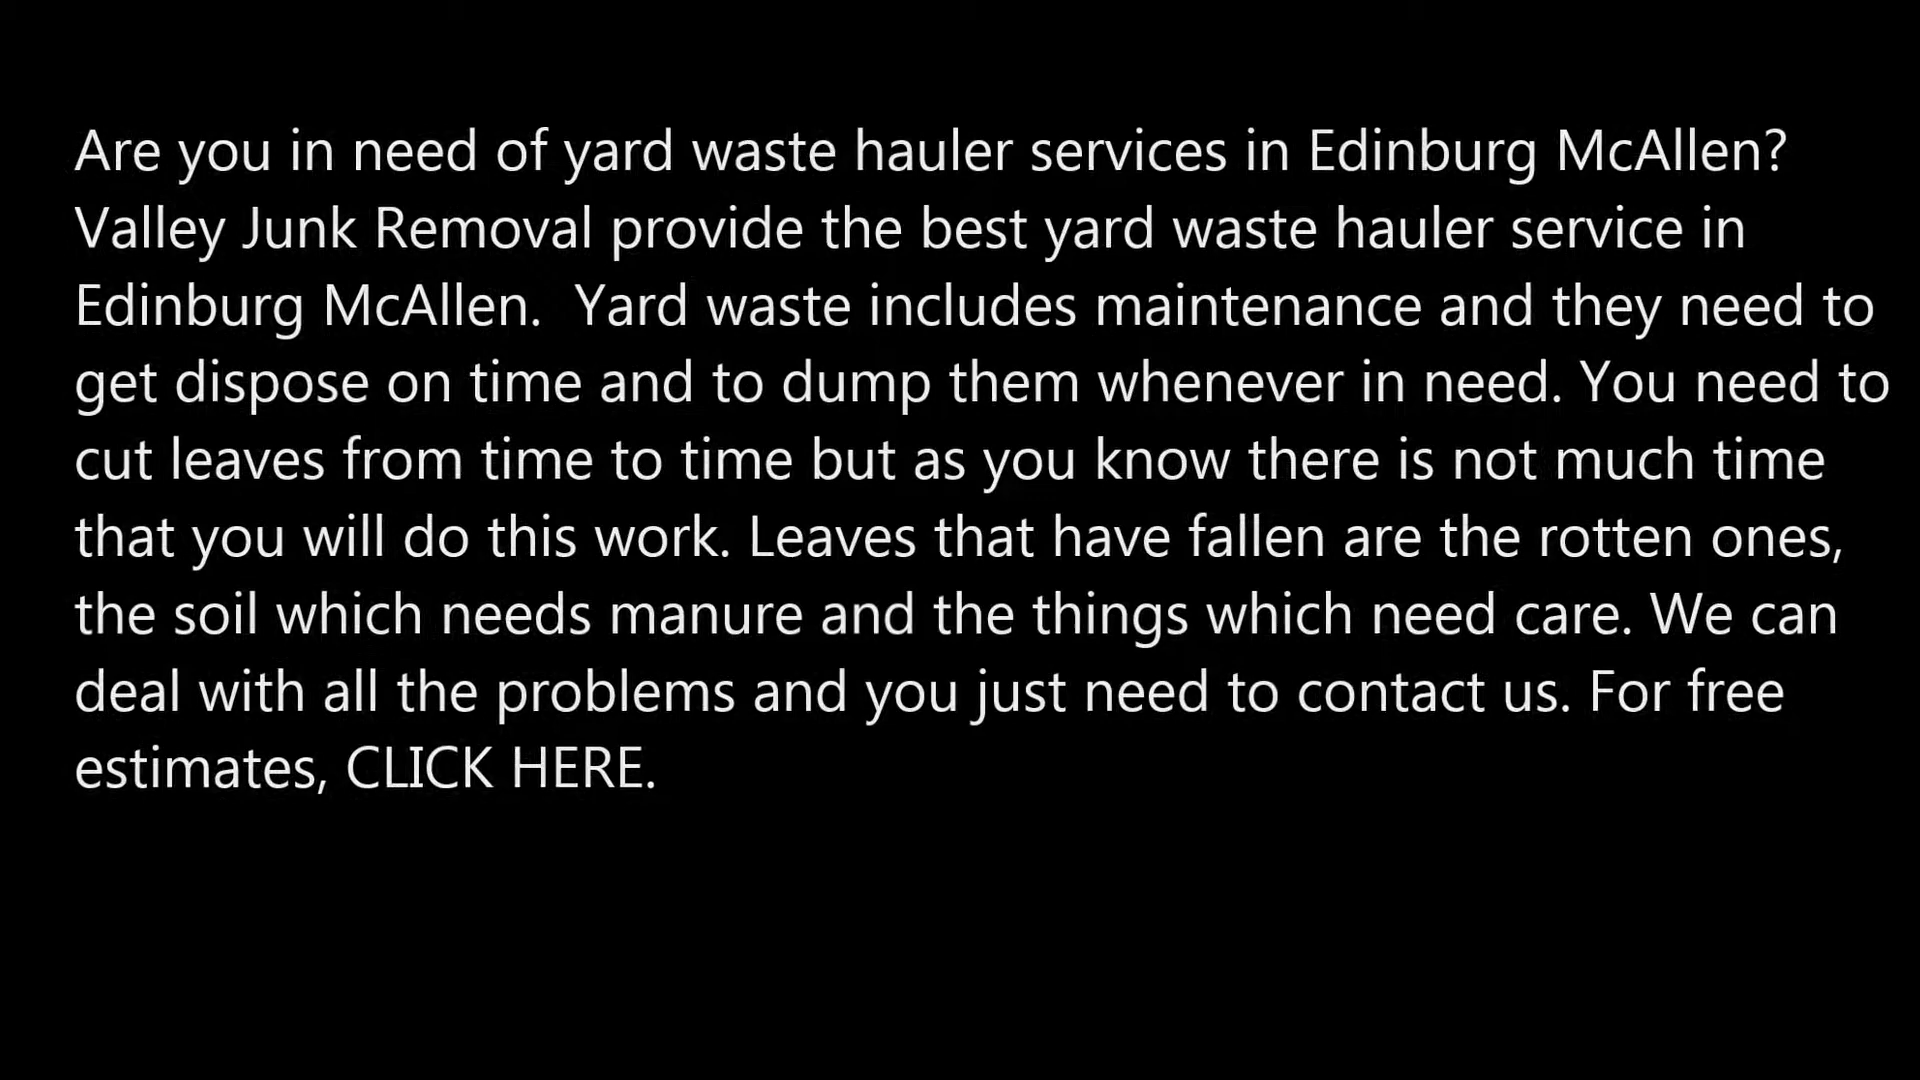 Are you in need of yard waste hauler services in Edinburg McAllen?
Valley Junk Removal provide the best yard waste hauler service in
Edinburg McAllen.  Yard waste includes maintenance and they need to
get dispose on time and to dump them whenever in need. You need to
cut leaves from time to time but as you know there is not much time
that you will do this work. Leaves that have fallen are the rotten ones,
the soil which needs manure and the things which need care. We can
deal with all the problems and you just need to contact us. For free
estimates, CLICK HERE.